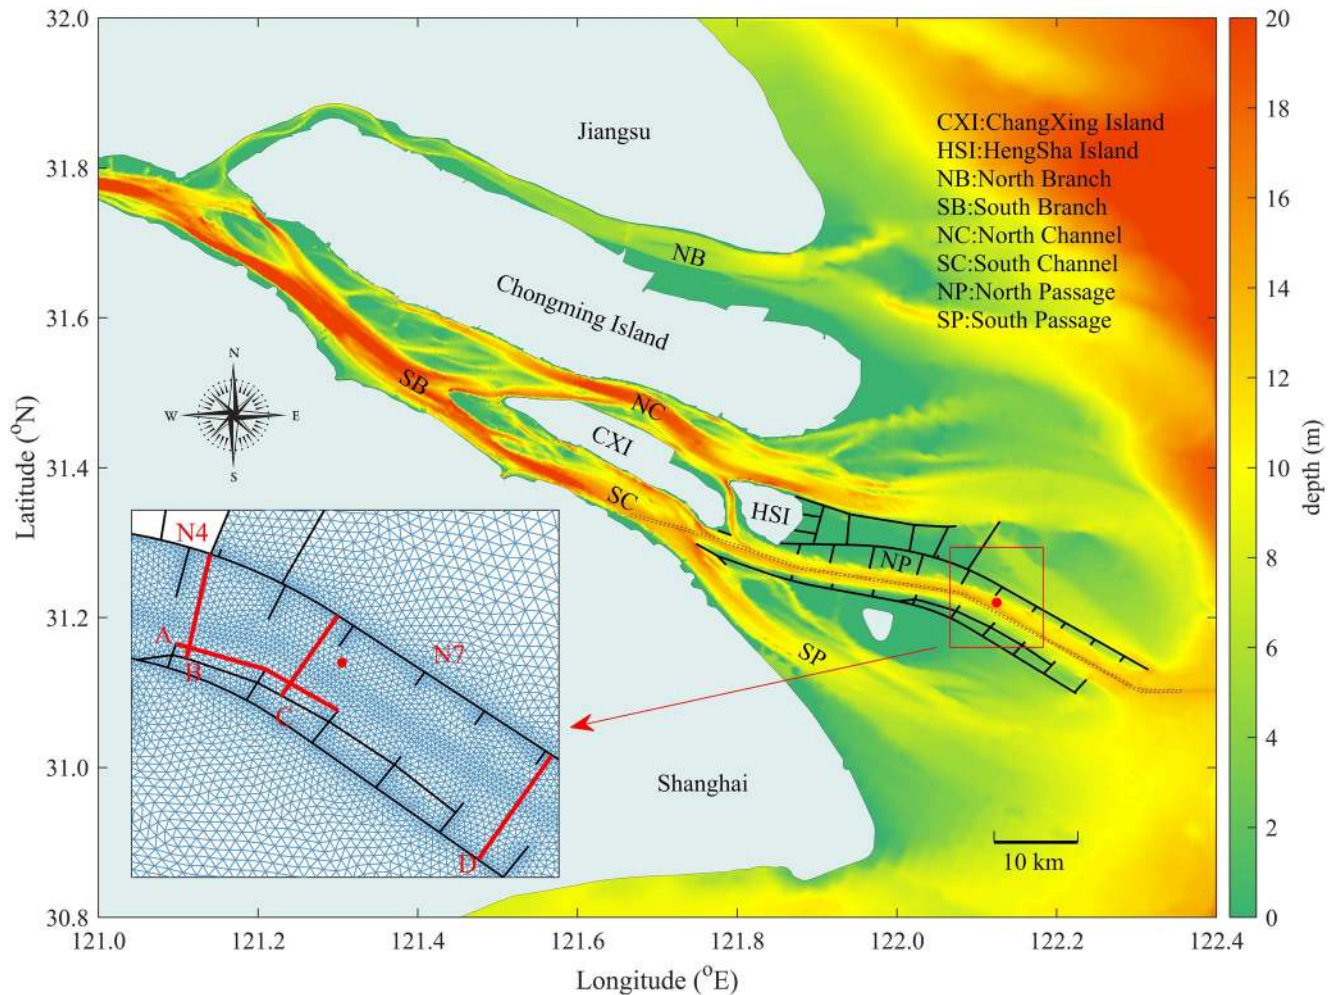 32.0
31.8
31.6
31.4
31.2
31.0
30.8
Latitude (°N)
121.0
121.2
121.4
121.6
121.8
122.0
122.2
122.4
Longitude (°E)
Jiangsu
CXI:ChangXing Island
HSI:HengSha Island
NB:North Branch
SB:South Branch
NC:North Channel
SC:South Channel
NP:North Passage
SP:South Passage
NB
Chongming Island
SB
NC
CXI
SC
HSI
NP
SP
Shanghai
10 km
N
W
E
S
N4
A
B
C
N7
D
20
18
16
14
12
10
8
6
4
2
0
depth (m)